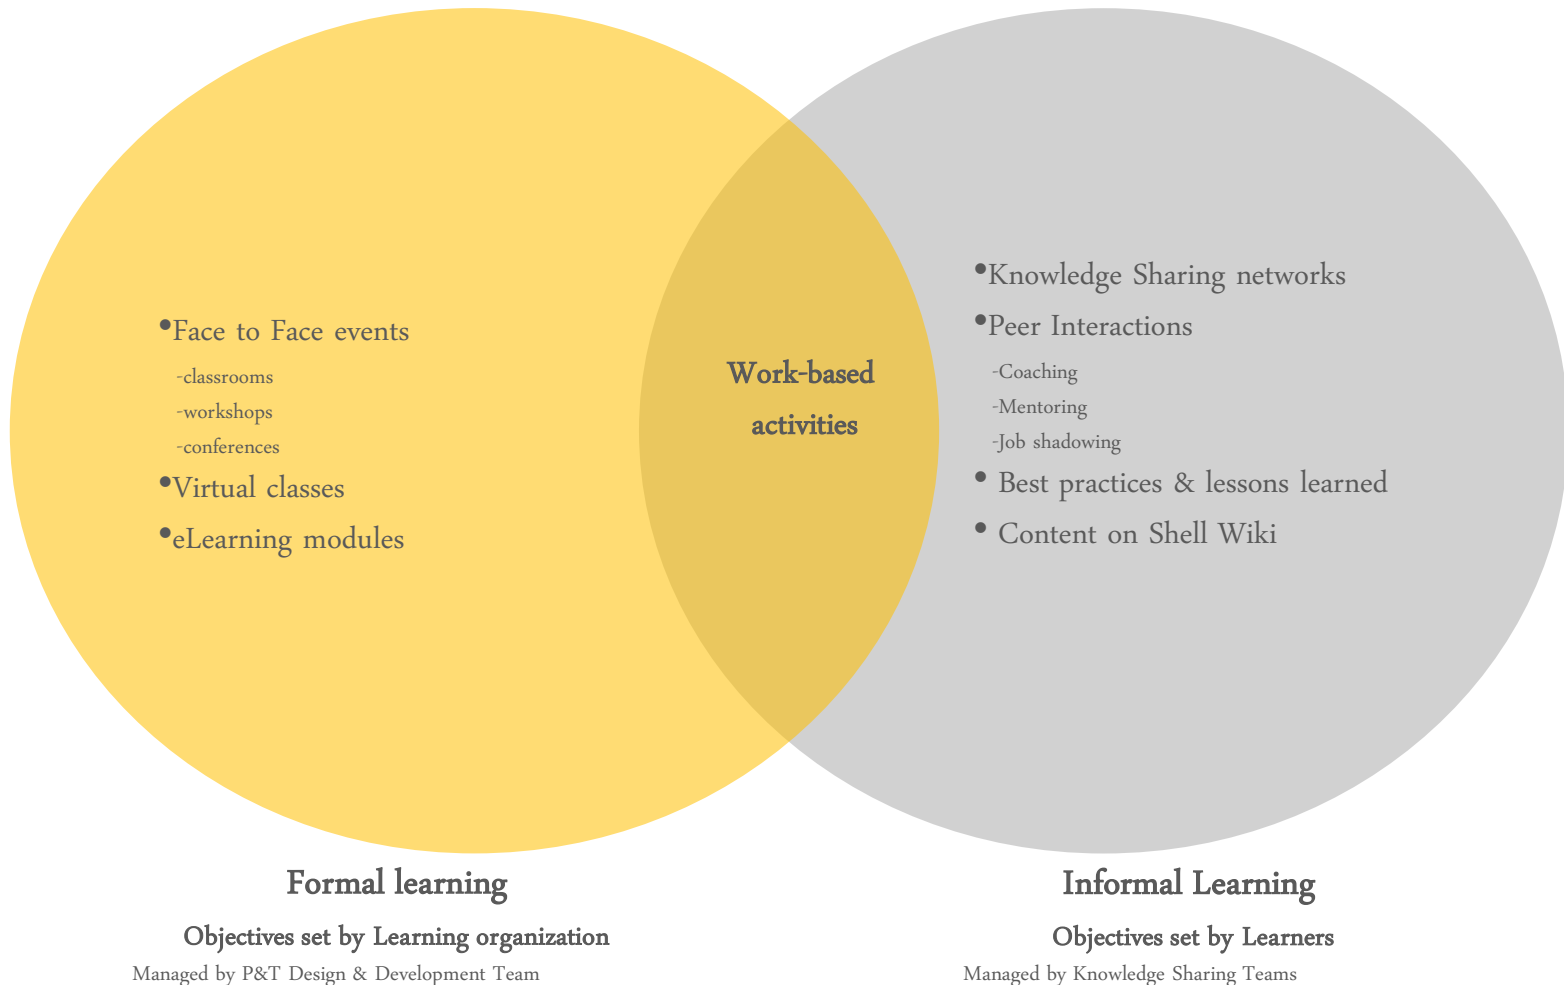 •Face to Face events
-classrooms
-workshops
-conferences
•Virtual classes
•eLearning modules
Work-based
activities
•Knowledge Sharing networks
•Peer Interactions
-Coaching
-Mentoring
-Job shadowing
• Best practices & lessons learned
• Content on Shell Wiki
Formal learning
Objectives set by Learning organization
Managed by P&T Design & Development Team
Informal Learning
Objectives set by Learners
Managed by Knowledge Sharing Teams